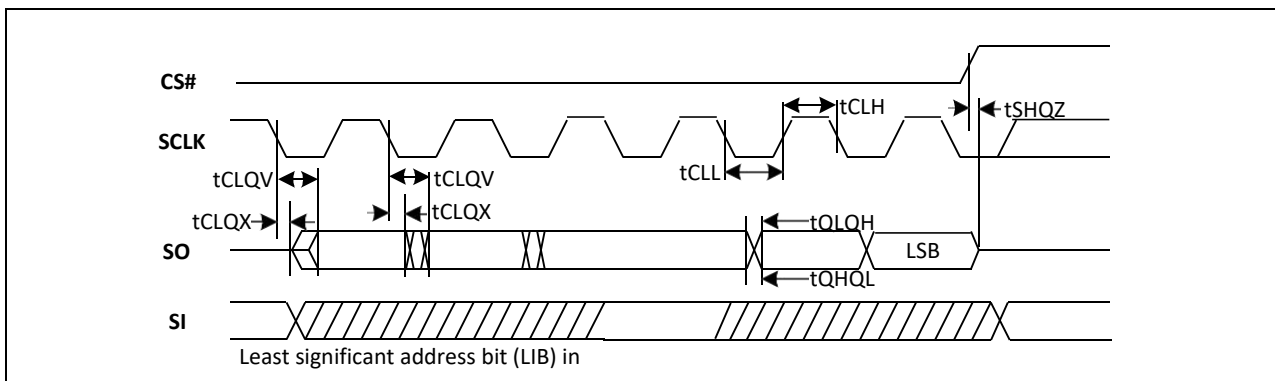 CS#
tCLH
tSHQZ
SCLK
tCLL
tCLQV
tCLQV
tCLQX
tCLQX
tQLQH
SO
LSB
tQHQL
SI
Least significant address bit (LIB) in